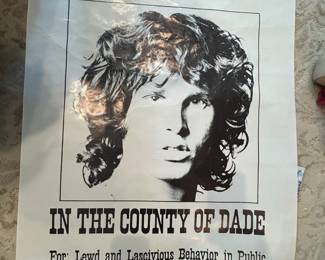 IN THE COUNTY OF DADE
For: Lewd and Lascivious Behavior in Public